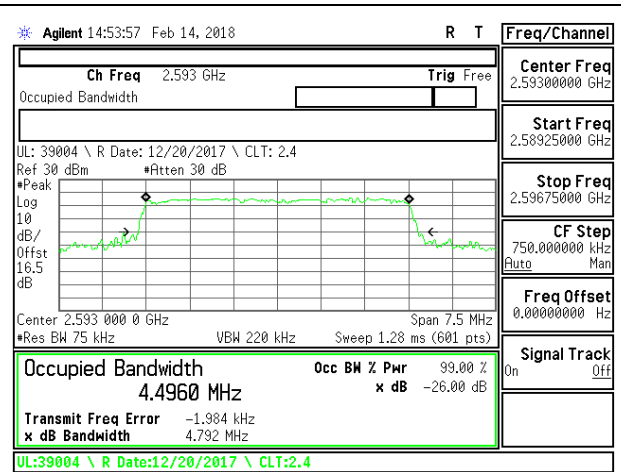 Agilent 14:53:57 Feb 14, 2018 R T
Freq/Channel
Ch Freq 2.593 GHz Trig Free
Occupied Bandwidth
Center Freq
2.59300000 GHz
Start Freq
2.58925000 GHz
Stop Freq
2.59675000 GHz
CF Step
750.000000 kHz
Auto Man
Freq Offset
0.00000000 Hz
Signal Track
On Off
UL: 39004 \ R Date: 12/20/2017 \ CLT: 2.4
Ref 30 dBm #Atten 30 dB
#Peak
Log
10
dB/
Offst
16.5
dB
Center 2.593 000 0 GHz Span 7.5 MHz
#Res BW 75 kHz VBW 220 kHz Sweep 1.28 ms (601 pts)
Occupied Bandwidth Occ BW % Pwr 99.00 %
4.4960 MHz x dB -26.00 dB
Transmit Freq Error -1.984 kHz
x dB Bandwidth 4.792 MHz
UL:39004 \ R Date:12/20/2017 \ CLT:2.4